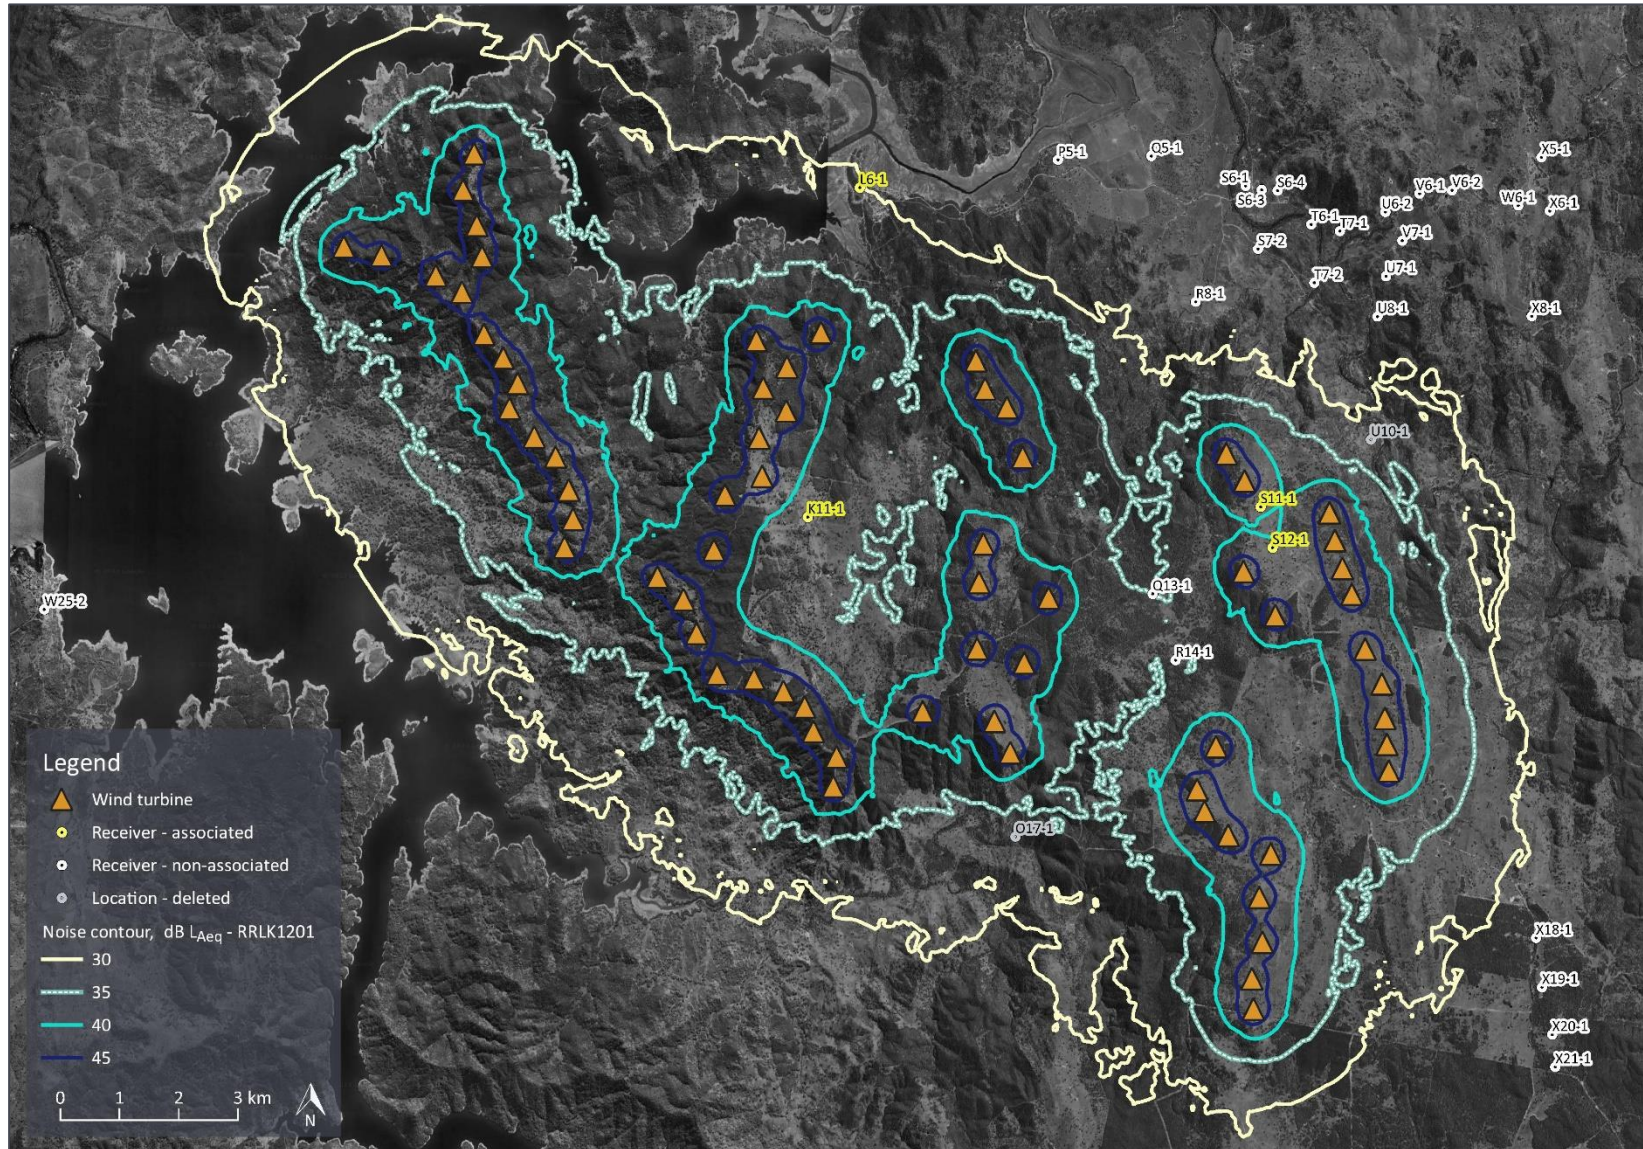 P5-1
Q5-1
X5-1
L6-1
S6-1
S6-4
V6-1
V6-2
S6-3
U6-2
W6-1
X6-1
T6-1
T7-1
S7-2
V7-1
T7-2
U7-1
R8-1
U8-1
X8-1
U10-1
S11-1
K11-1
S12-1
Q13-1
W25-2
R14-1
O17-1
X18-1
X19-1
X20-1
X21-1
Legend
Wind turbine
Receiver - associated
Receiver - non-associated
Location - deleted
Noise contour, dB LAeq - RRLK1201
30
35
40
45
0 1 2 3 km
N